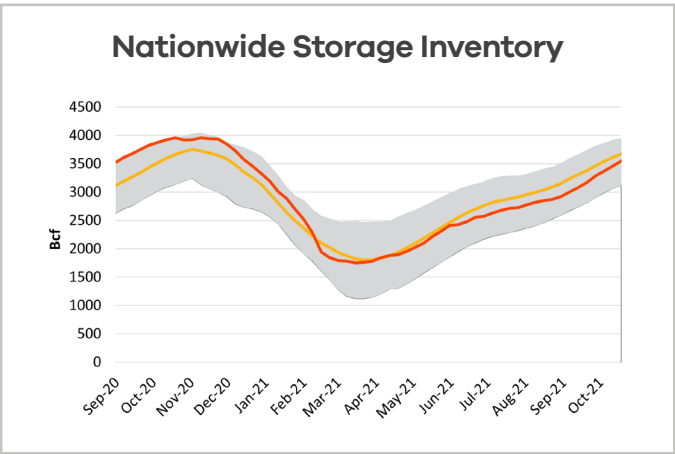 Nationwide Storage Inventory
4500
4000
3500
3000
2500
2000
1500
1000
500
0
Bcf
Sep-20
Oct-20
Nov-20
Dec-20
Jan-21
Feb-21
Mar-21
Apr-21
May-21
Jun-21
Jul-21
Aug-21
Sep-21
Oct-21